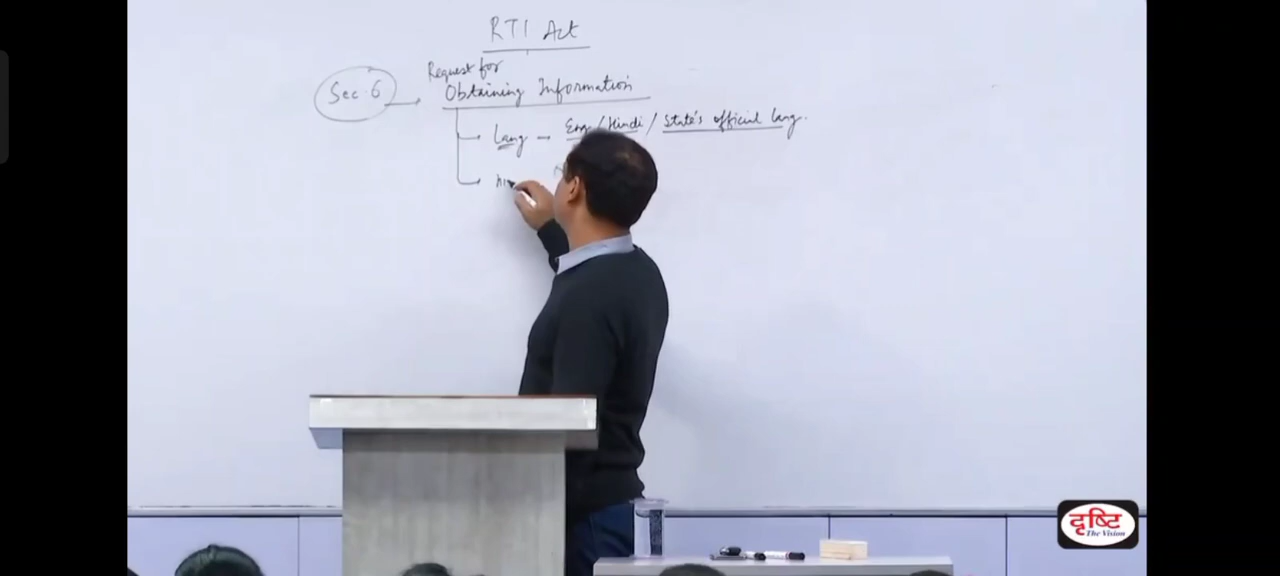 RTI Act
Sec. 6 → Request for
Obtaining Information
Lang → Eng/Hindi / State's official lang.
दृष्टि
The Vision